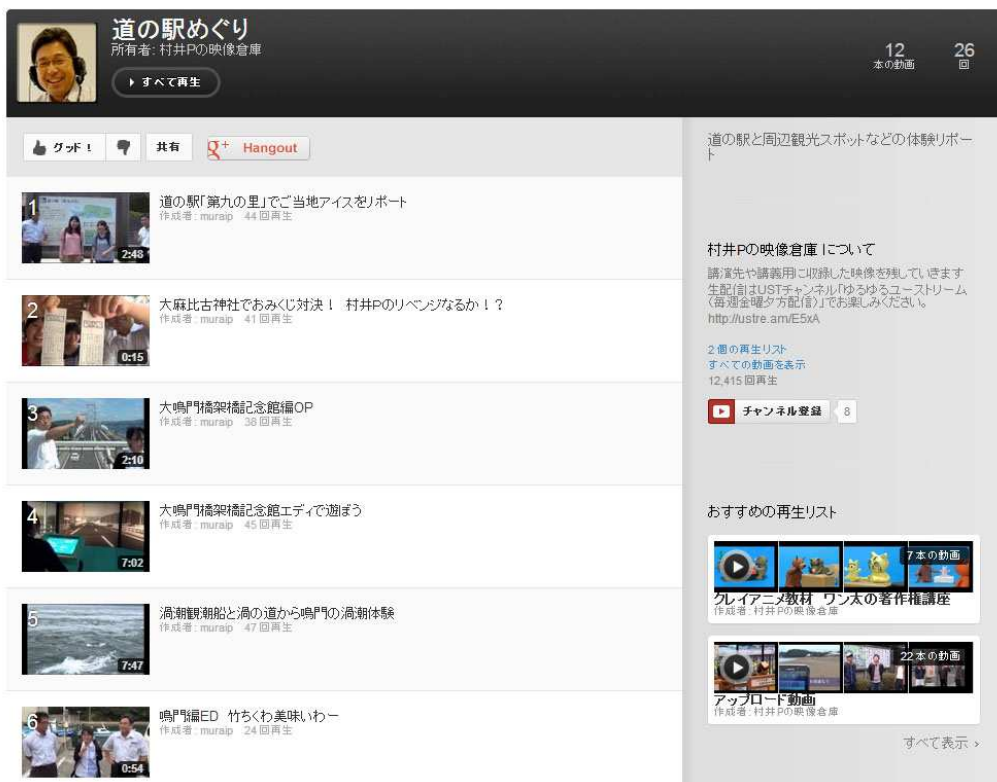 道の駅めぐり
所有者: 村井Pの映像倉庫
すべて再生
12
本の動画
26
回
グッド！
共有
g+ Hangout
1
2:48
道の駅「第九の里」でご当地アイスをリポート
作成者: muraip 44回再生
2
0:15
大麻比古神社でおみくじ対決！ 村井Pのリベンジなるか！？
作成者: muraip 41回再生
3
2:10
大鳴門橋架橋記念館編OP
作成者: muraip 38回再生
4
7:02
大鳴門橋架橋記念館エディで遊ぼう
作成者: muraip 45回再生
5
7:47
渦潮観潮船と渦の道から鳴門の渦潮体験
作成者: muraip 47回再生
6
0:54
鳴門編ED 竹ちくわ美味いわー
作成者: muraip 24回再生
道の駅と周辺観光スポットなどの体験リポー
ト
村井Pの映像倉庫 について
講演先や講義用に収録した映像を残していきます
生配信はUSTチャンネル「ゆるゆるユーストリーム
（毎週金曜夕方配信）」でお楽しみください。
http://ustre.am/E5xA
2個の再生リスト
すべての動画を表示
12,415回再生
チャンネル登録 8
おすすめの再生リスト
7本の動画
クレイアニメ教材 ワン太の著作権講座
作成者: 村井Pの映像倉庫
22本の動画
アップロード動画
作成者: 村井Pの映像倉庫
すべて表示 ›